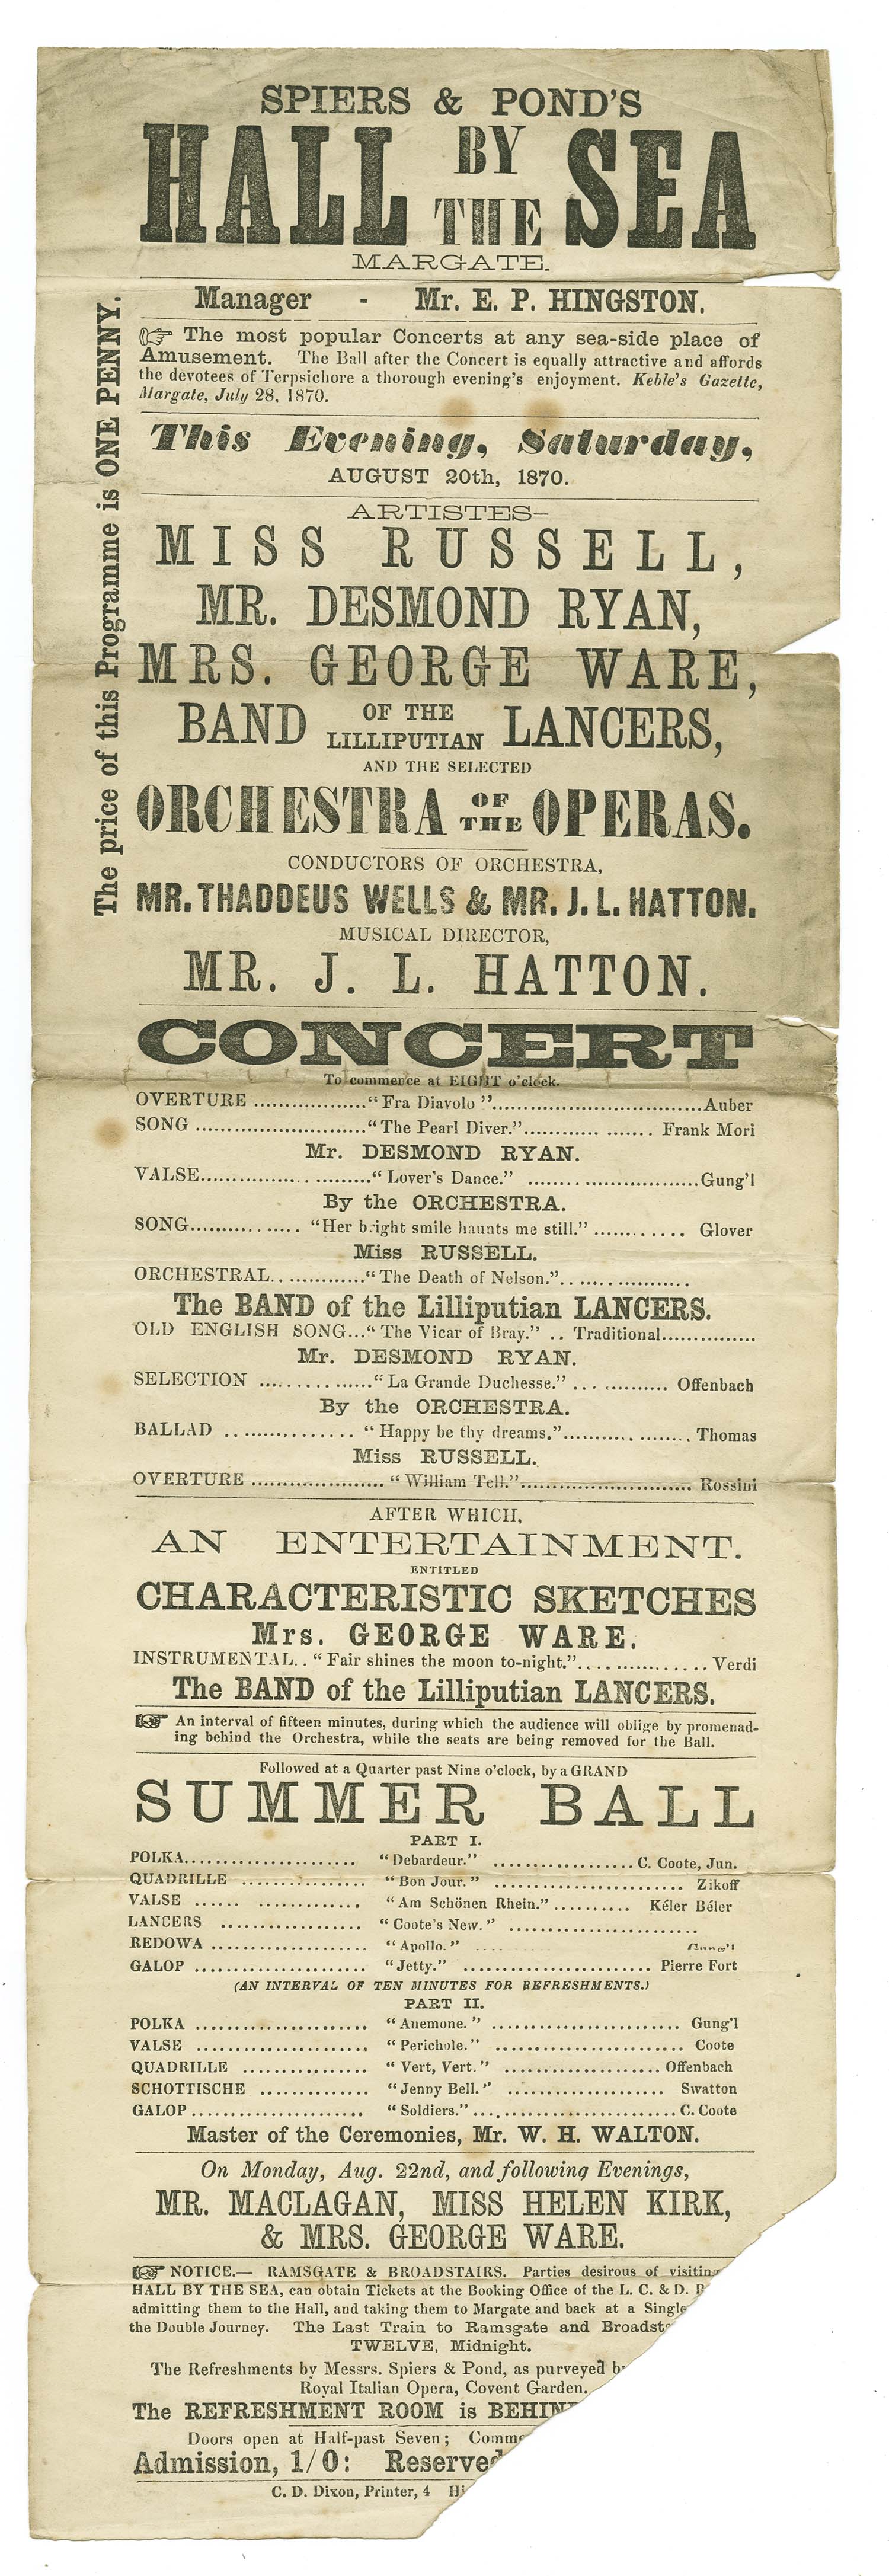 SPIERS & POND'S
HALL BY THE SEA
MARGATE.
Manager - Mr. E. P. HINGSTON.
The most popular Concerts at any sea-side place of
Amusement. The Ball after the Concert is equally attractive and affords
the devotees of Terpsichore a thorough evening's enjoyment. Keble's Gazette,
Margate, July 28, 1870.
The price of this Programme is ONE PENNY.
This Evening, Saturday,
AUGUST 20th, 1870.
ARTISTES—
MISS RUSSELL,
MR. DESMOND RYAN,
MRS. GEORGE WARE,
BAND OF THE LILLIPUTIAN LANCERS,
AND THE SELECTED
ORCHESTRA OF THE OPERAS.
CONDUCTORS OF ORCHESTRA,
MR. THADDEUS WELLS & MR. J. L. HATTON.
MUSICAL DIRECTOR,
MR. J. L. HATTON.
CONCERT
To commence at EIGHT o'clock.
OVERTURE ..................“ Fra Diavolo ”..................................Auber
SONG ............................“ The Pearl Diver.”............ ........ Frank Mori
Mr. DESMOND RYAN.
VALSE.................. .........“ Lover's Dance.” .............................Gung'l
By the ORCHESTRA.
SONG.................. “Her bright smile haunts me still.” ............ Glover
Miss RUSSELL.
ORCHESTRAL.. ............“ The Death of Nelson.”.. .....................
The BAND of the Lilliputian LANCERS.
OLD ENGLISH SONG...“ The Vicar of Bray.” .. Traditional...............
Mr. DESMOND RYAN.
SELECTION ..................“ La Grande Duchesse.” ... .......... Offenbach
By the ORCHESTRA.
BALLAD .. ............... “ Happy be thy dreams.”.................... Thomas
Miss RUSSELL.
OVERTURE ...................... “ William Tell.”............................ Rossini
AFTER WHICH,
AN ENTERTAINMENT.
ENTITLED
CHARACTERISTIC SKETCHES
Mrs. GEORGE WARE.
INSTRUMENTAL.. “ Fair shines the moon to-night.”..................... Verdi
The BAND of the Lilliputian LANCERS.
An interval of fifteen minutes, during which the audience will oblige by promenad-
ing behind the Orchestra, while the seats are being removed for the Ball.
Followed at a Quarter past Nine o'clock, by a GRAND
SUMMER BALL
PART I.
POLKA........................... “ Debardeur.” ..................C. Coote, Jun.
QUADRILLE .................. “ Bon Jour. ” ........................ Zikoff
VALSE ...... ............... “ Am Schönen Rhein.” .......... Kéler Béler
LANCERS .................... “ Coote's New. ” ............................
REDOWA ...................... “ Apollo. ” ..... ............... Gung'l
GALOP ........................ “ Jetty.” ........................... Pierre Fort
(AN INTERVAL OF TEN MINUTES FOR REFRESHMENTS.)
PART II.
POLKA ........................ “ Anemone. ” ........................... Gung'l
VALSE ........................ “ Perichole.” ........................... Coote
QUADRILLE .................. “ Vert, Vert. ” .................... Offenbach
SCHOTTISCHE ............... “ Jenny Bell. ” ...................... Swatton
GALOP......................... “ Soldiers.” .............................C. Coote
Master of the Ceremonies, Mr. W. H. WALTON.
On Monday, Aug. 22nd, and following Evenings,
MR. MACLAGAN, MISS HELEN KIRK,
& MRS. GEORGE WARE.
NOTICE.— RAMSGATE & BROADSTAIRS. Parties desirous of visiting
HALL BY THE SEA, can obtain Tickets at the Booking Office of the L. C. & D.
admitting them to the Hall, and taking them to Margate and back at a Single
the Double Journey. The Last Train to Ramsgate and
TWELVE, Midnight.
The Refreshments by Messrs. Spiers & Pond, as purveyed
Royal Italian Opera, Covent Garden.
The REFRESHMENT ROOM is
Doors open at Half-past Seven ;
Admission, 1/0: Reserved
C. D. Dixon, Printer, 4